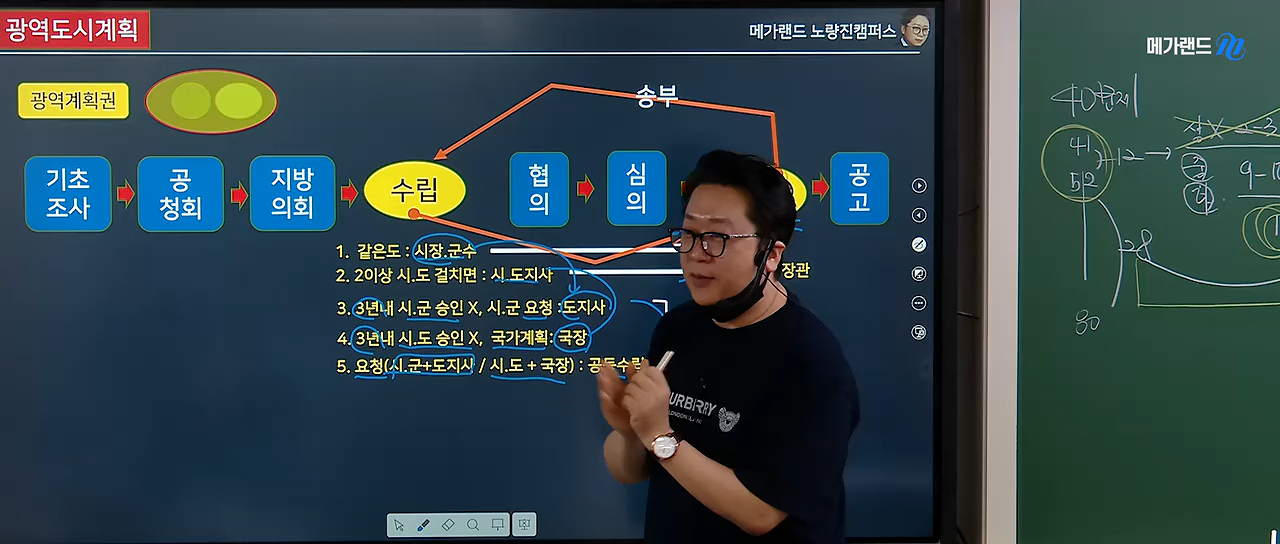 광역도시계획
메가랜드 노량진캠퍼스
메가랜드
광역계획권
송부
기초
조사
공
청회
지방
의회
수립
협
의
심
의
공
고
1. 같은도 : 시장.군수
2. 2이상 시.도 걸치면 : 시.도지사
장관
3. 3년내 시.군 승인 X, 시.군 요청 :도지사
4. 3년내 시.도 승인 X, 국가계획: 국장
5. 요청(시.군+도지사 / 시.도 + 국장) : 공동수립
URBERRY
LONDON
40문제
41
52
12 →
2-3
9-10
28
80